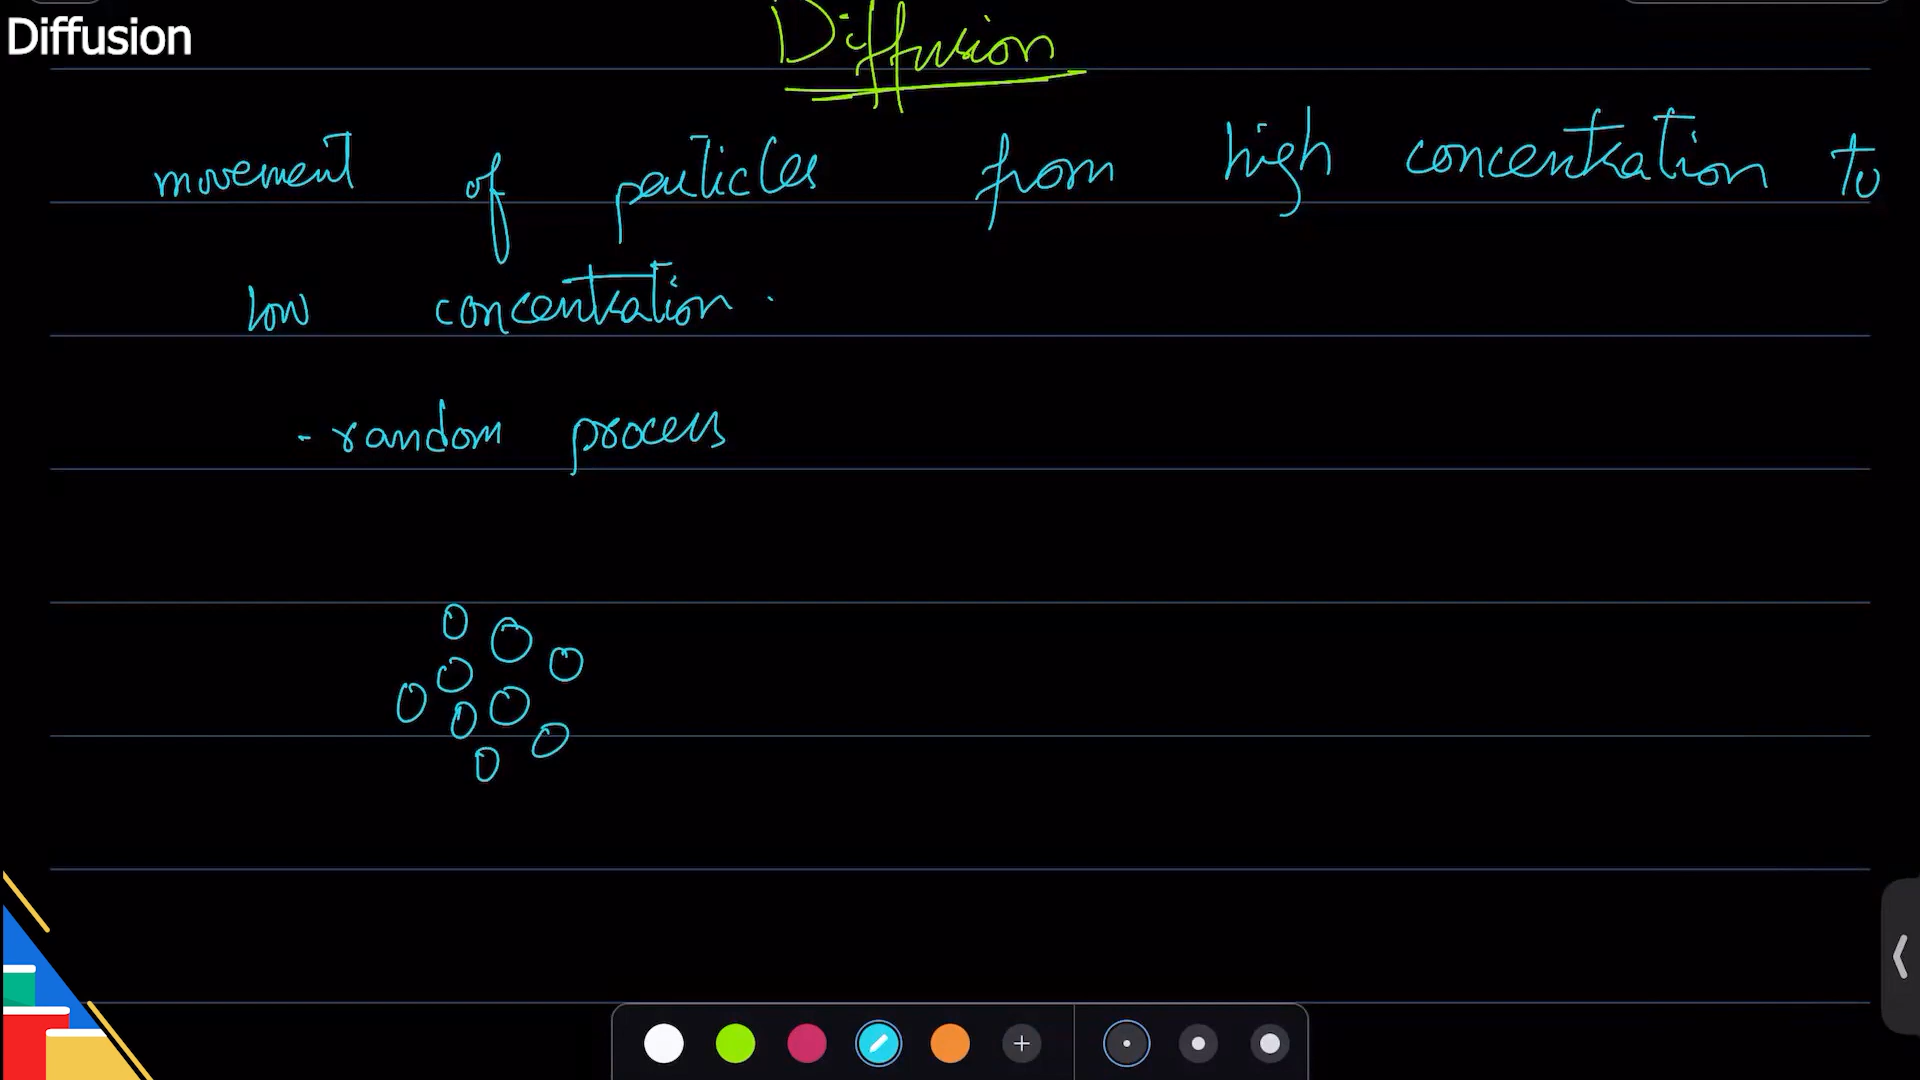 Diffusion
Diffusion
movement of particles from high concentration to
low concentration.
- random process